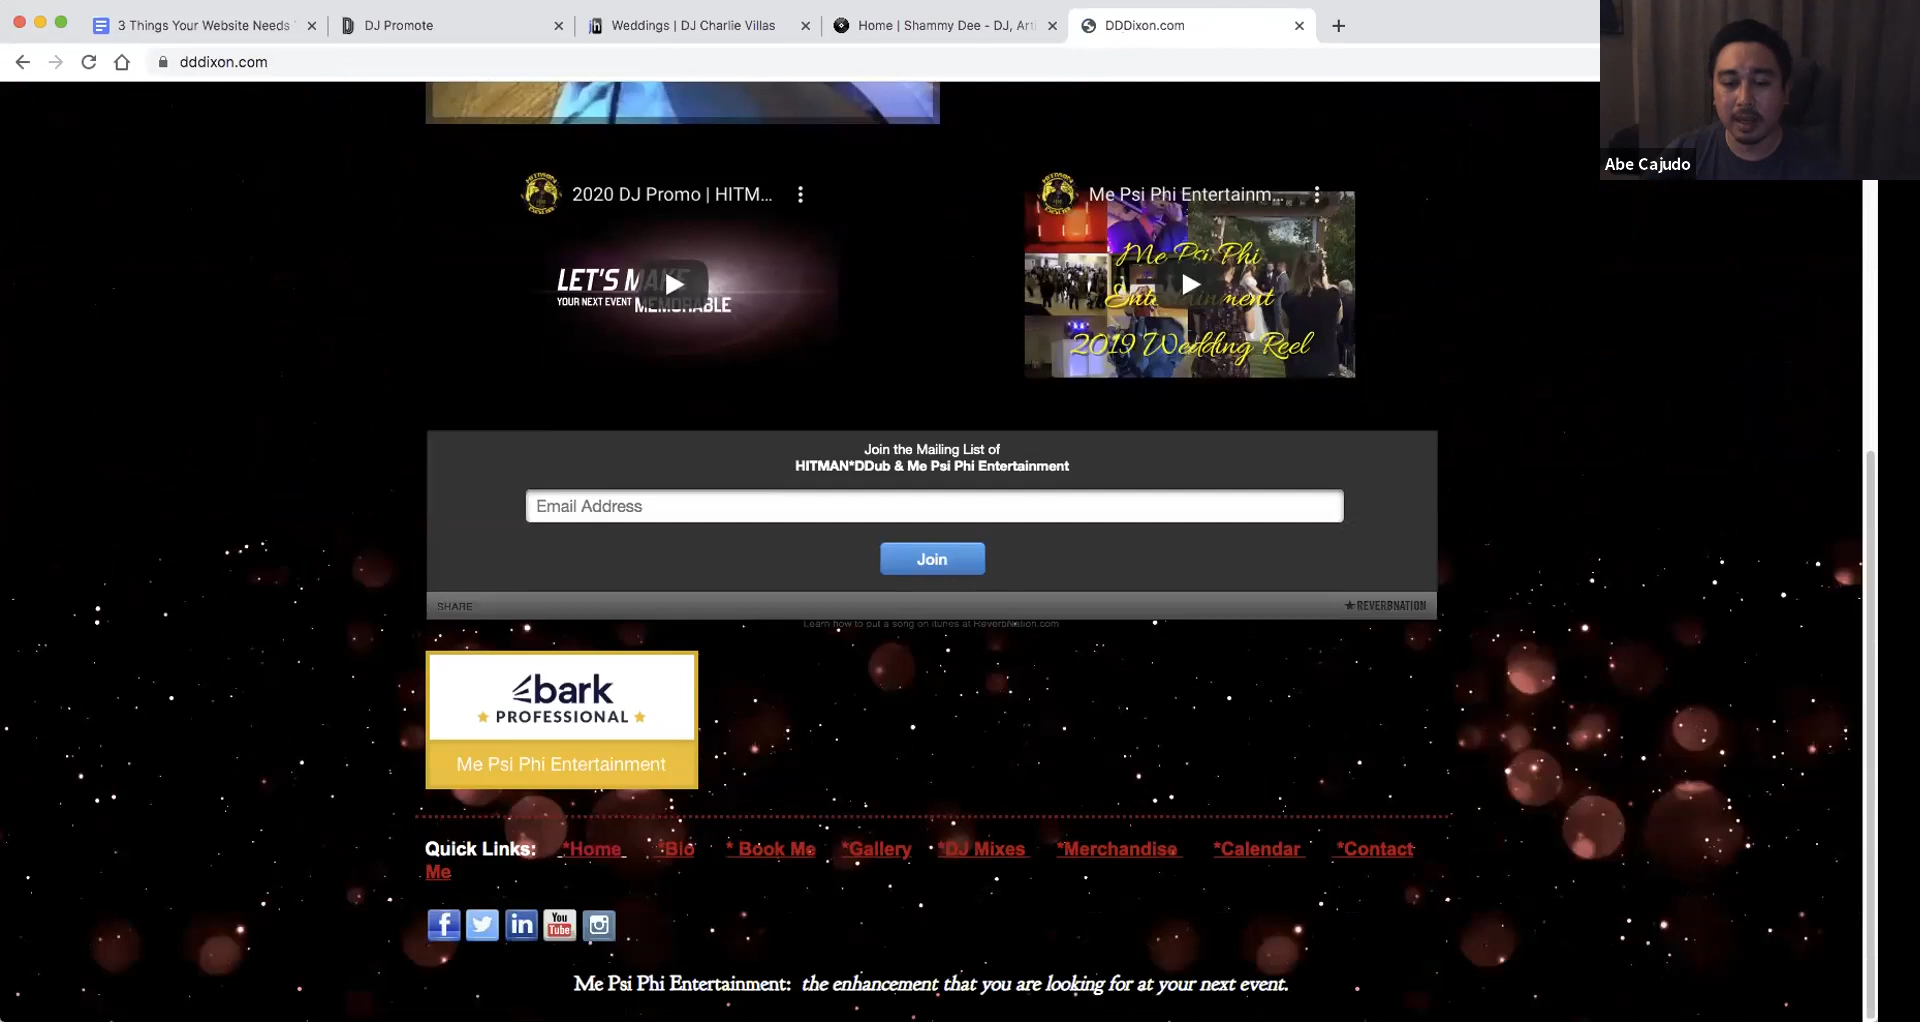 3 Things Your Website Needs
DJ Promote
Weddings | DJ Charlie Villas
Home | Shammy Dee - DJ, Arti
DDDixon.com
dddixon.com
Abe Cajudo
2020 DJ Promo | HITM...
Me Psi Phi Entertainm...
LET'S MAKE
YOUR NEXT EVENT MEMORABLE
Me Psi Phi
Entertainment
2019 Wedding Reel
Join the Mailing List of
HITMAN*DDub & Me Psi Phi Entertainment
Email Address
Join
SHARE
REVERBNATION
Learn how to put a song on iTunes at ReverbNation.com
bark
PROFESSIONAL
Me Psi Phi Entertainment
Quick Links: *Home *Bio * Book Me *Gallery *DJ Mixes *Merchandise *Calendar *Contact
Me
f
in
You
Tube
Me Psi Phi Entertainment: the enhancement that you are looking for at your next event.